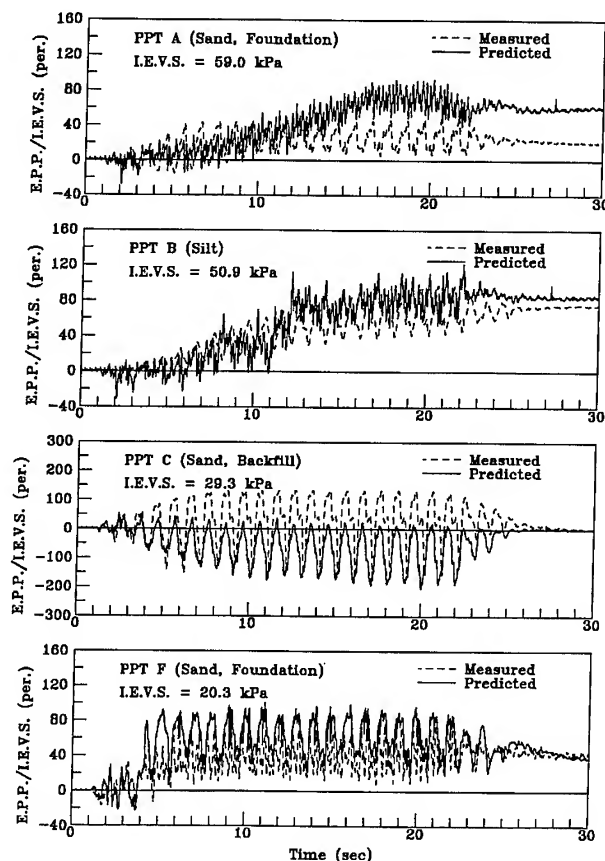 E.P.P./I.E.V.S. (per.)
160
120
80
40
0
−40
PPT A (Sand, Foundation)
I.E.V.S. = 59.0 kPa
Measured
Predicted
0
10
20
30
E.P.P./I.E.V.S. (per.)
160
120
80
40
0
−40
PPT B (Silt)
I.E.V.S. = 50.9 kPa
Measured
Predicted
0
10
20
30
E.P.P./I.E.V.S. (per.)
300
200
100
0
−100
−200
−300
PPT C (Sand, Backfill)
I.E.V.S. = 29.3 kPa
Measured
Predicted
0
10
20
30
E.P.P./I.E.V.S. (per.)
160
120
80
40
0
−40
PPT F (Sand, Foundation)
I.E.V.S. = 20.3 kPa
Measured
Predicted
0
10
20
30
Time (sec)